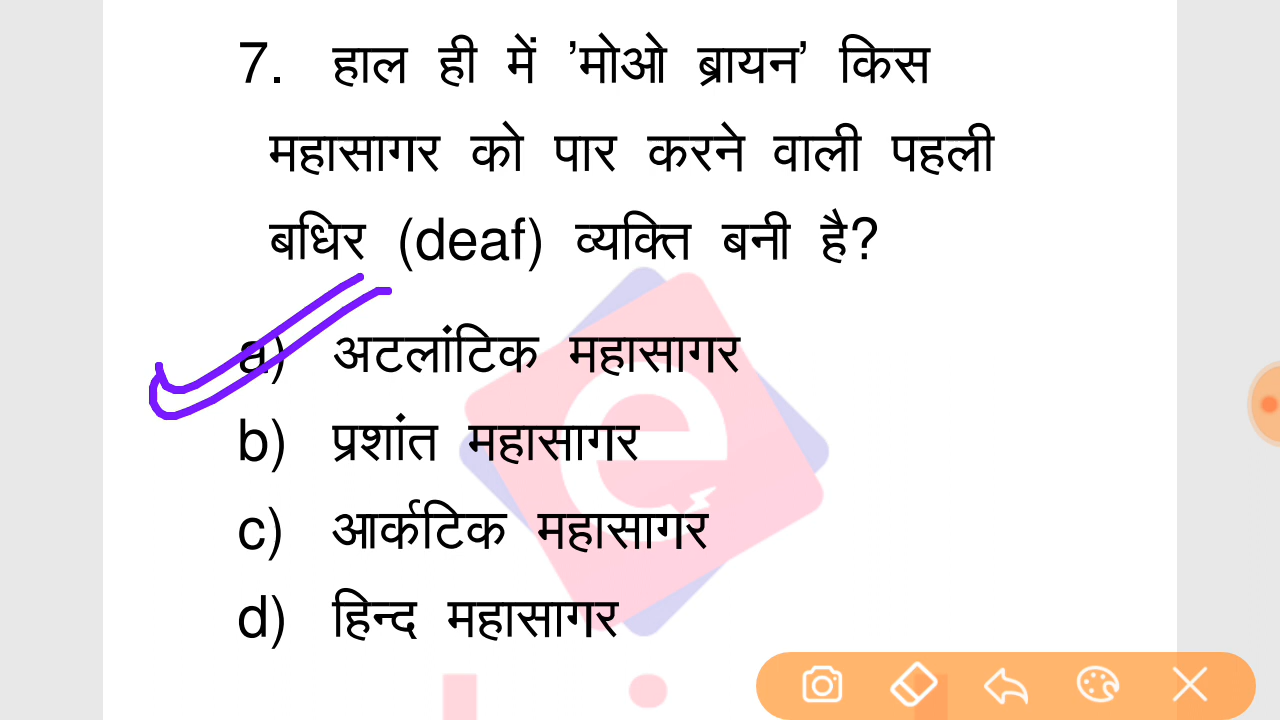 7. हाल ही में ’मोओ ब्रायन’ किस
महासागर को पार करने वाली पहली
बधिर (deaf) व्यक्ति बनी है?
a) अटलांटिक महासागर
b) प्रशांत महासागर
c) आर्कटिक महासागर
d) हिन्द महासागर